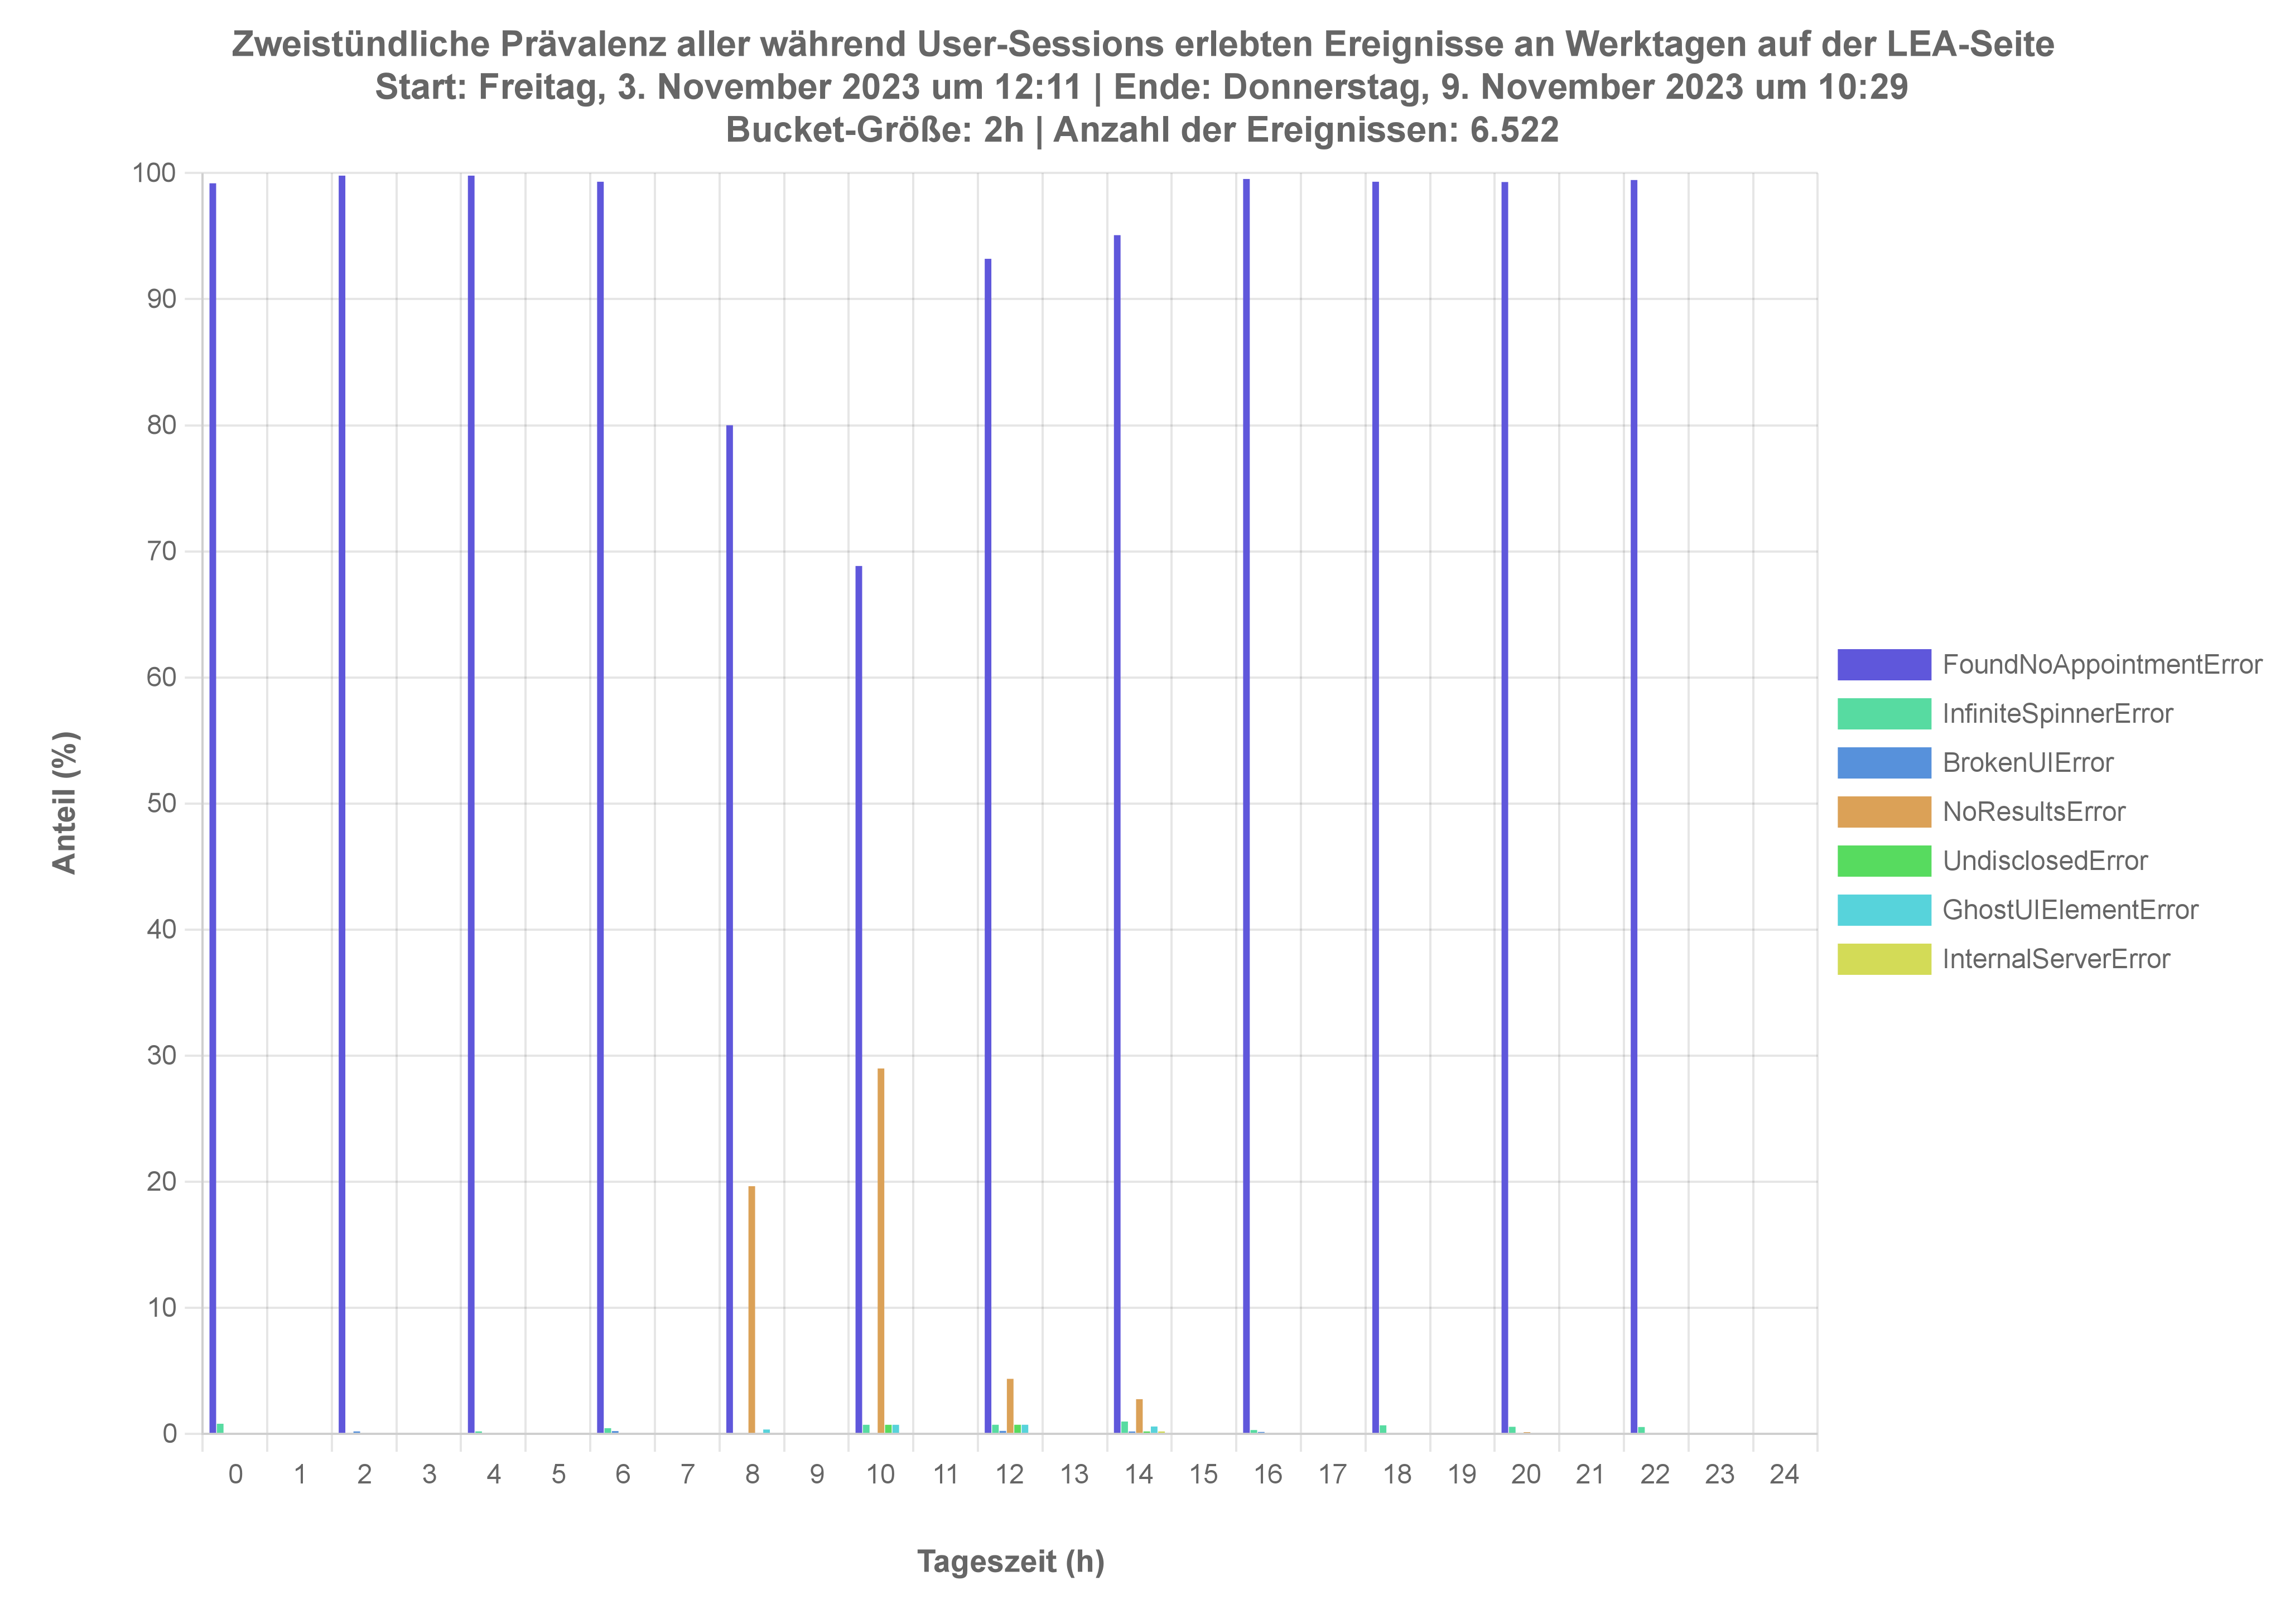 Zweistündliche Prävalenz aller während User-Sessions erlebten Ereignisse an Werktagen auf der LEA-Seite
Start: Freitag, 3. November 2023 um 12:11 | Ende: Donnerstag, 9. November 2023 um 10:29
Bucket-Größe: 2h | Anzahl der Ereignissen: 6.522
100
90
80
70
60
50
40
30
20
10
0
Anteil (%)
0 1 2 3 4 5 6 7 8 9 10 11 12 13 14 15 16 17 18 19 20 21 22 23 24
Tageszeit (h)
FoundNoAppointmentError
InfiniteSpinnerError
BrokenUIError
NoResultsError
UndisclosedError
GhostUIElementError
InternalServerError